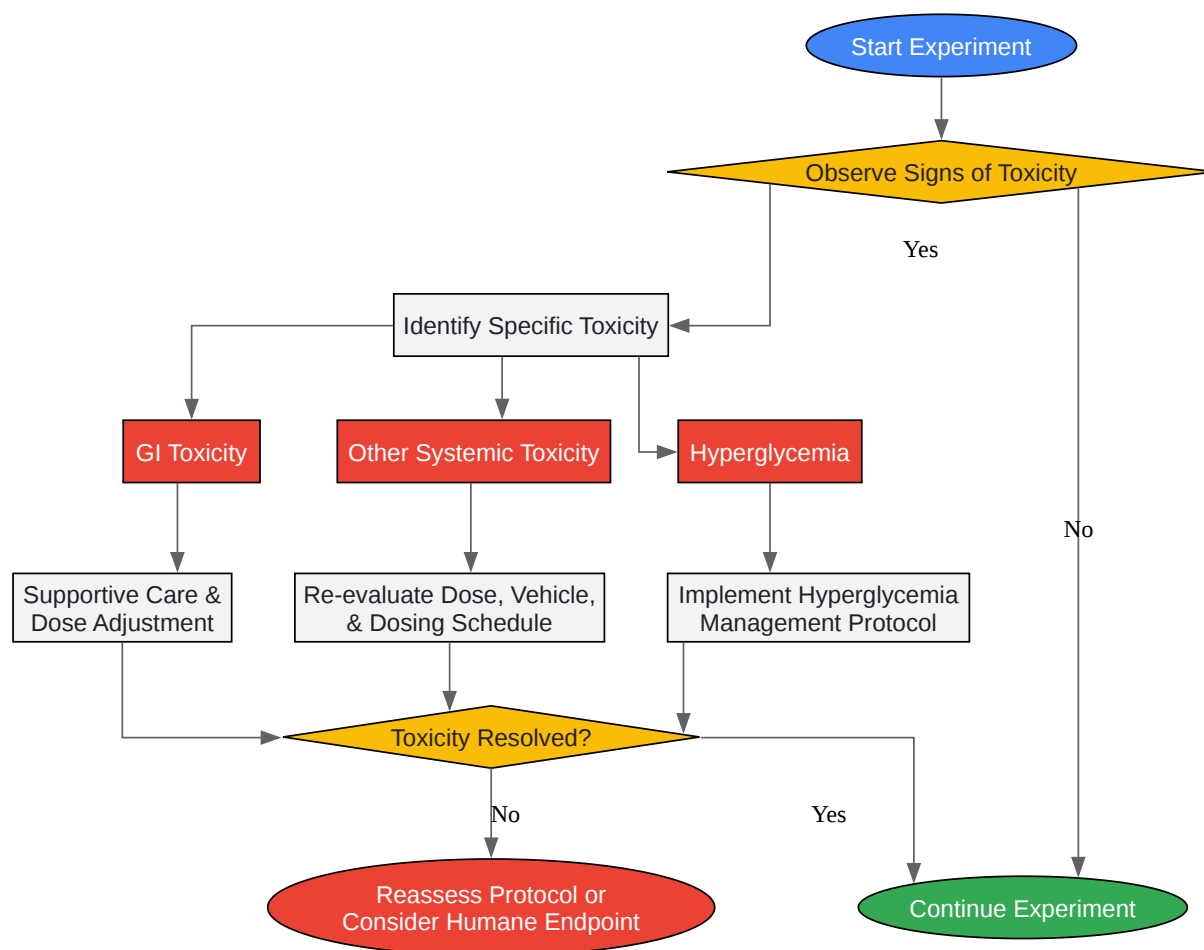 Start Experiment
Observe Signs of Toxicity
Yes
Identify Specific Toxicity
GI Toxicity
Other Systemic Toxicity
Hyperglycemia
No
Supportive Care &
Dose Adjustment
Re-evaluate Dose, Vehicle,
& Dosing Schedule
Implement Hyperglycemia
Management Protocol
Toxicity Resolved?
No
Yes
Reassess Protocol or
Consider Humane Endpoint
Continue Experiment